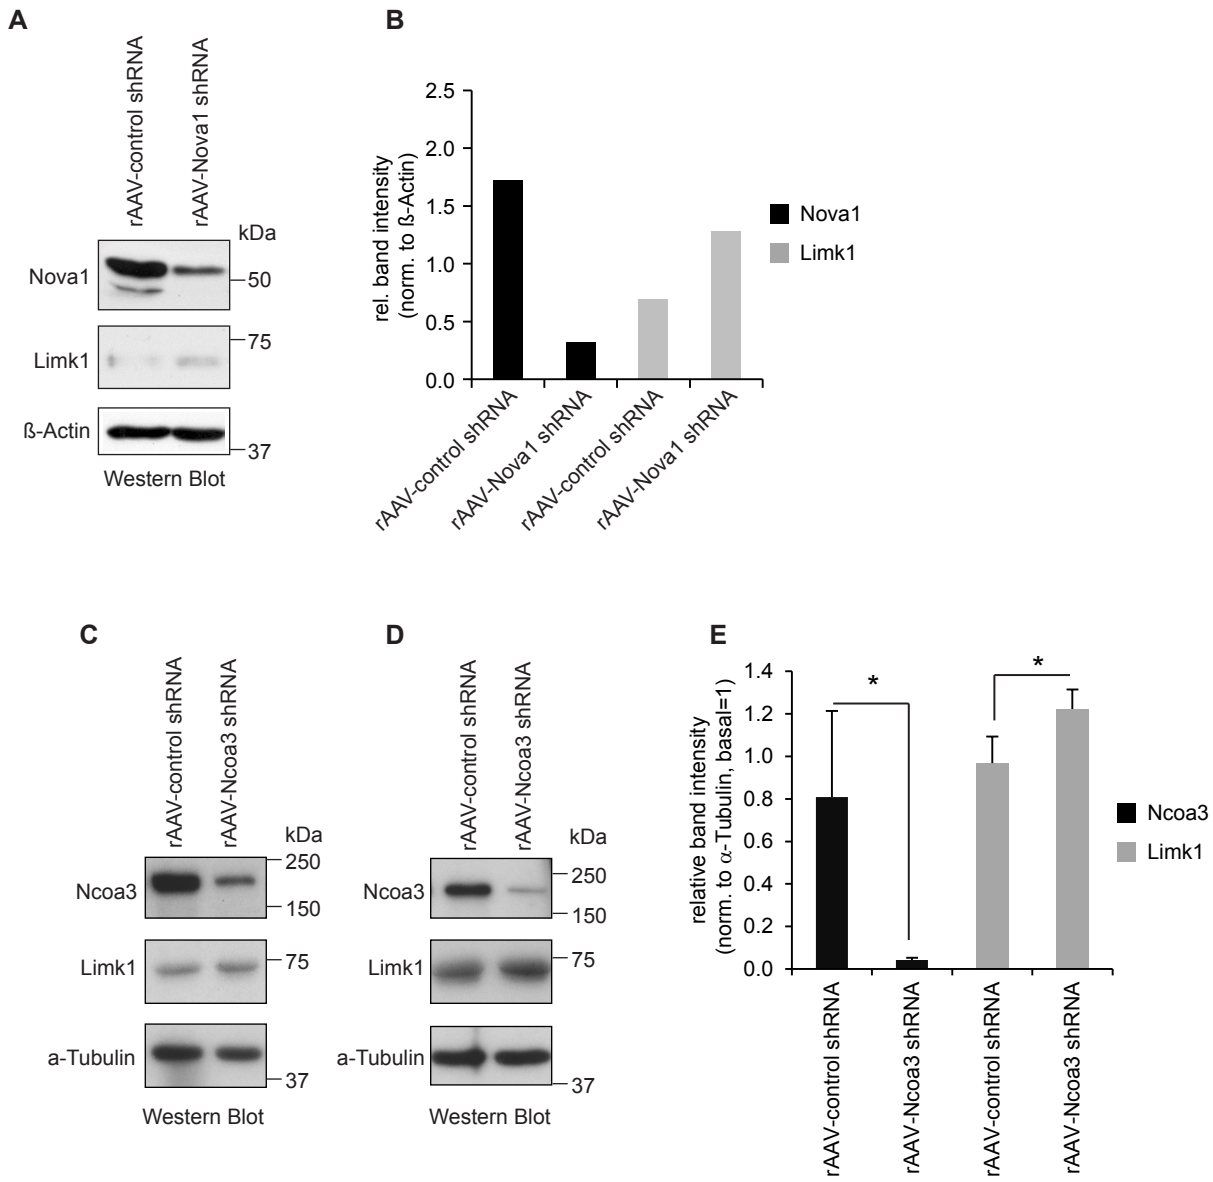 A
rAAV-control shRNA
rAAV-Nova1 shRNA
kDa
Nova1
50
Limk1
75
ß-Actin
37
Western Blot
B
rel. band intensity
(norm. to ß-Actin)
2.5
2.0
1.5
1.0
0.5
0.0
rAAV-control shRNA
rAAV-Nova1 shRNA
rAAV-control shRNA
rAAV-Nova1 shRNA
Nova1
Limk1
C
rAAV-control shRNA
rAAV-Ncoa3 shRNA
kDa
Ncoa3
250
150
Limk1
75
a-Tubulin
37
Western Blot
D
rAAV-control shRNA
rAAV-Ncoa3 shRNA
kDa
Ncoa3
250
150
Limk1
75
a-Tubulin
37
Western Blot
E
relative band intensity
(norm. to α-Tubulin, basal=1)
1.4
1.2
1.0
0.8
0.6
0.4
0.2
0.0
*
*
rAAV-control shRNA
rAAV-Ncoa3 shRNA
rAAV-control shRNA
rAAV-Ncoa3 shRNA
Ncoa3
Limk1